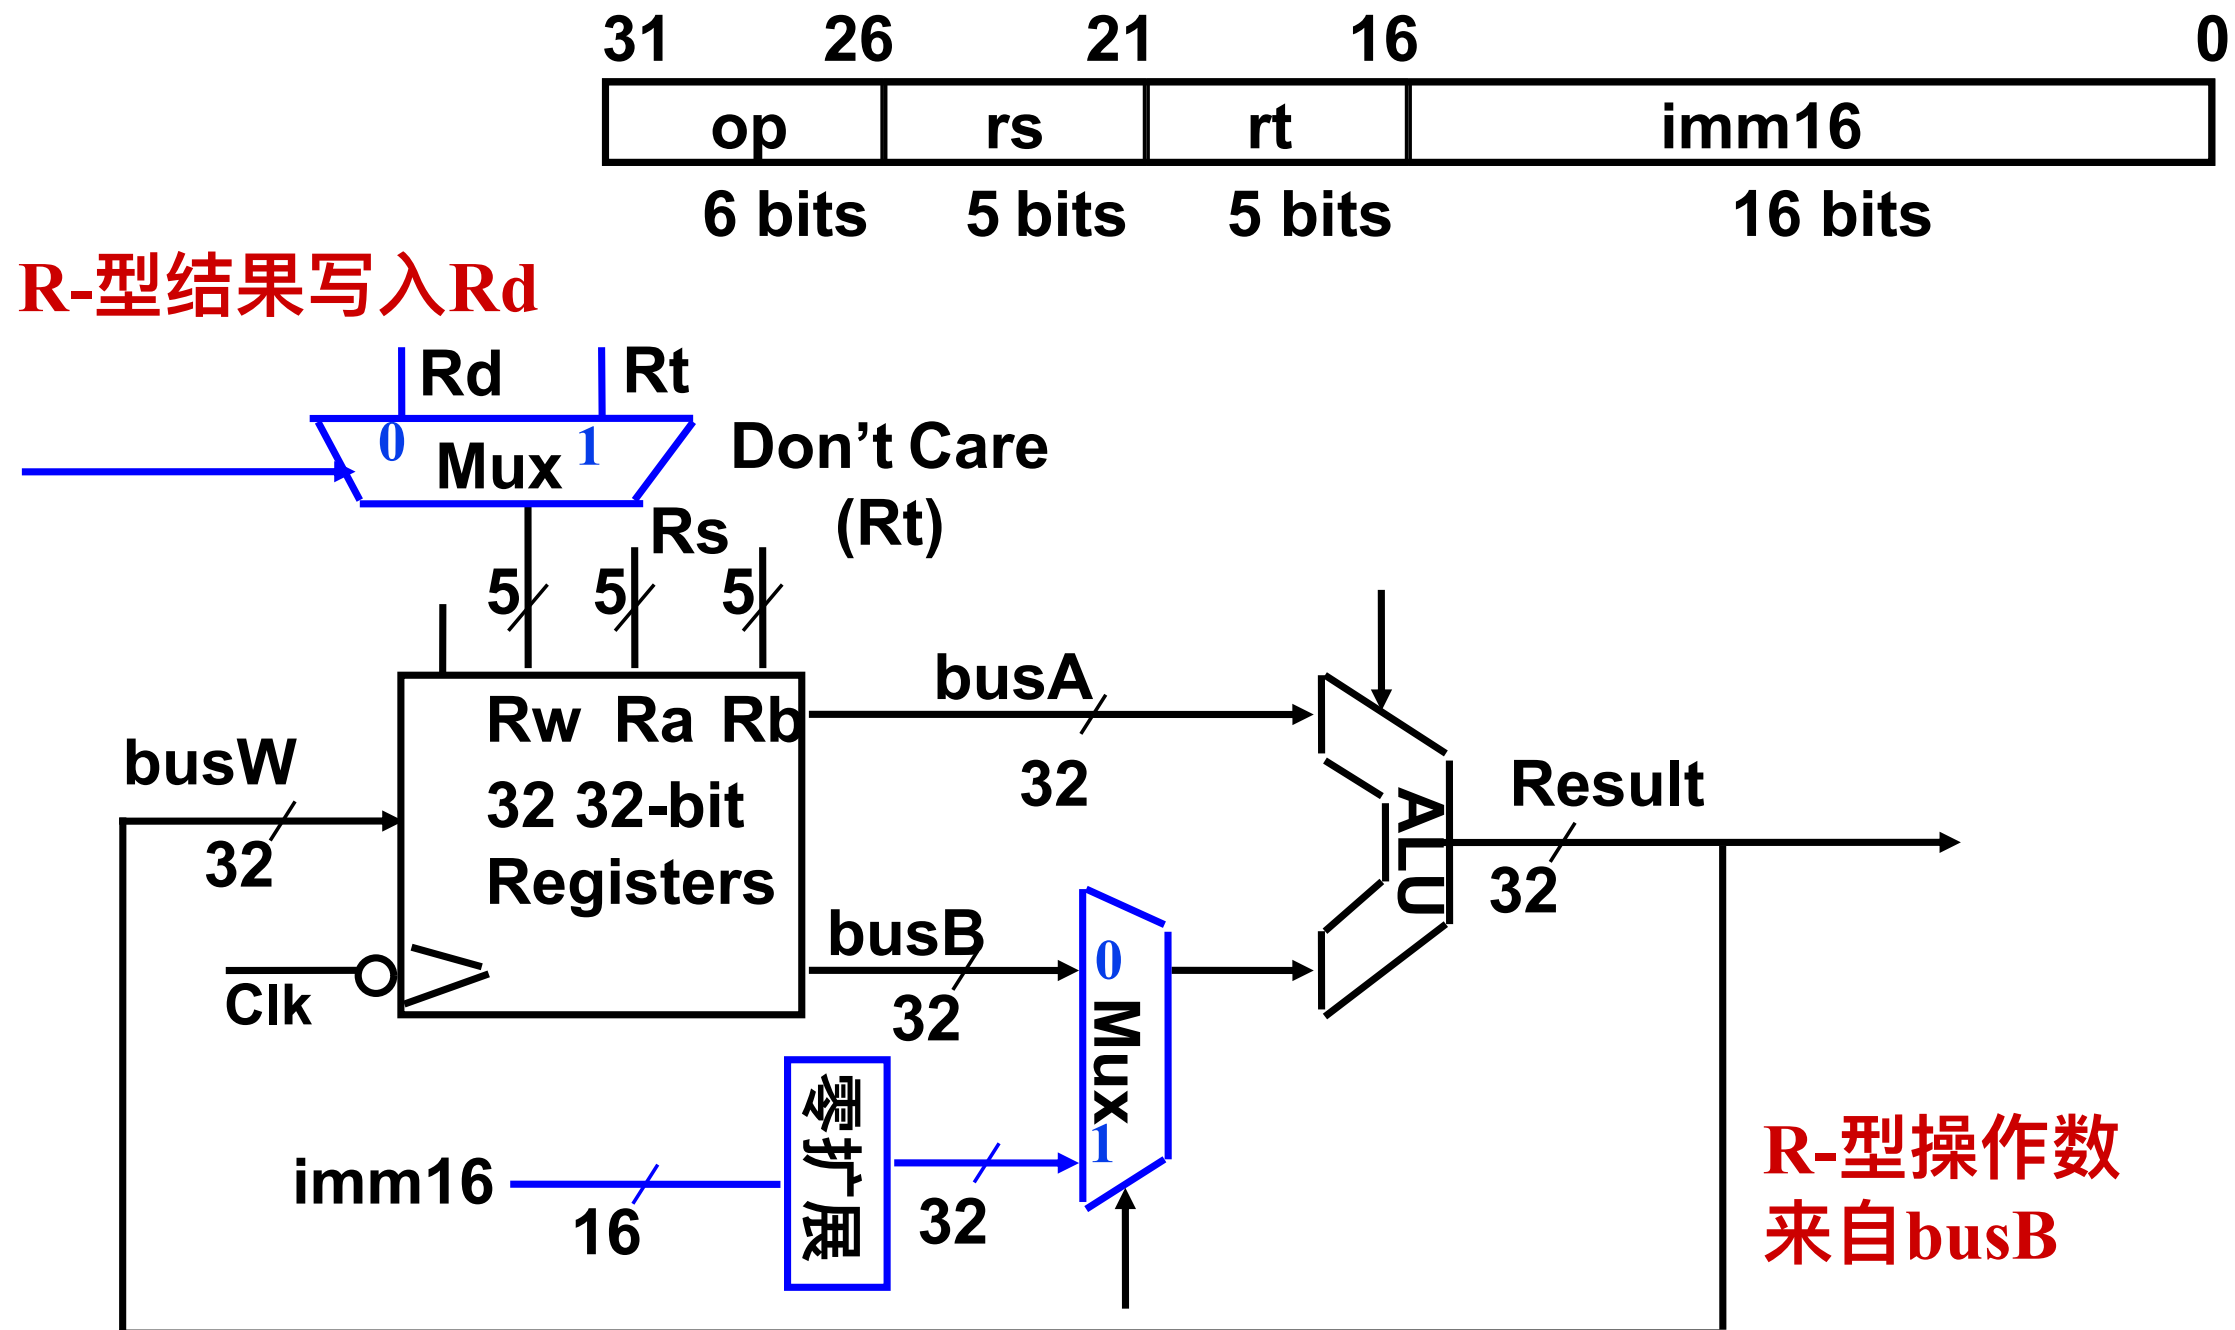 31 26 21 16 0
op rs rt imm16
6 bits 5 bits 5 bits 16 bits
R-型结果写入Rd
Rd Rt
0 Mux 1
Don’t Care
(Rt)
Rs
5 5 5
Rw Ra Rb
busA
32
busW
32
32 32-bit
Registers
Clk
busB
32
ALU
Result
32
0
Mux
1
imm16
16
零扩展
32
R-型操作数
来自busB